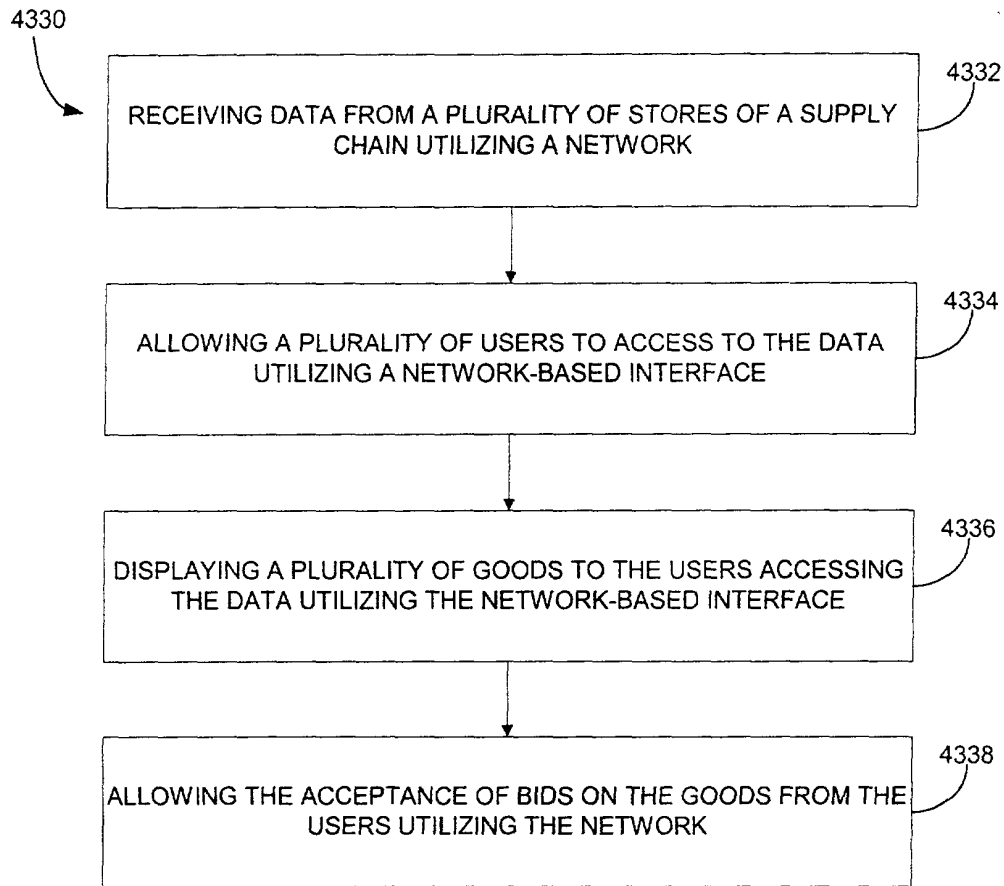 4330
4332
RECEIVING DATA FROM A PLURALITY OF STORES OF A SUPPLY
CHAIN UTILIZING A NETWORK
4334
ALLOWING A PLURALITY OF USERS TO ACCESS TO THE DATA
UTILIZING A NETWORK-BASED INTERFACE
4336
DISPLAYING A PLURALITY OF GOODS TO THE USERS ACCESSING
THE DATA UTILIZING THE NETWORK-BASED INTERFACE
4338
ALLOWING THE ACCEPTANCE OF BIDS ON THE GOODS FROM THE
USERS UTILIZING THE NETWORK